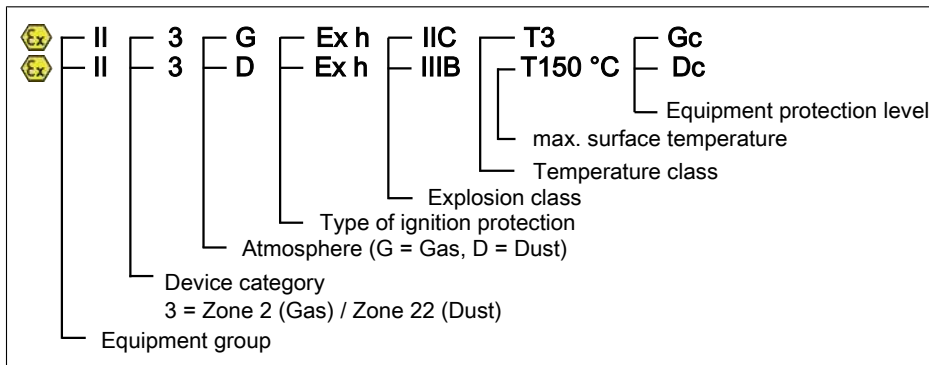 Ex II 3 G Ex h IIC T3 Gc
Ex II 3 D Ex h IIIB T150 °C Dc
Equipment protection level
max. surface temperature
Temperature class
Explosion class
Type of ignition protection
Atmosphere (G = Gas, D = Dust)
Device category
3 = Zone 2 (Gas) / Zone 22 (Dust)
Equipment group